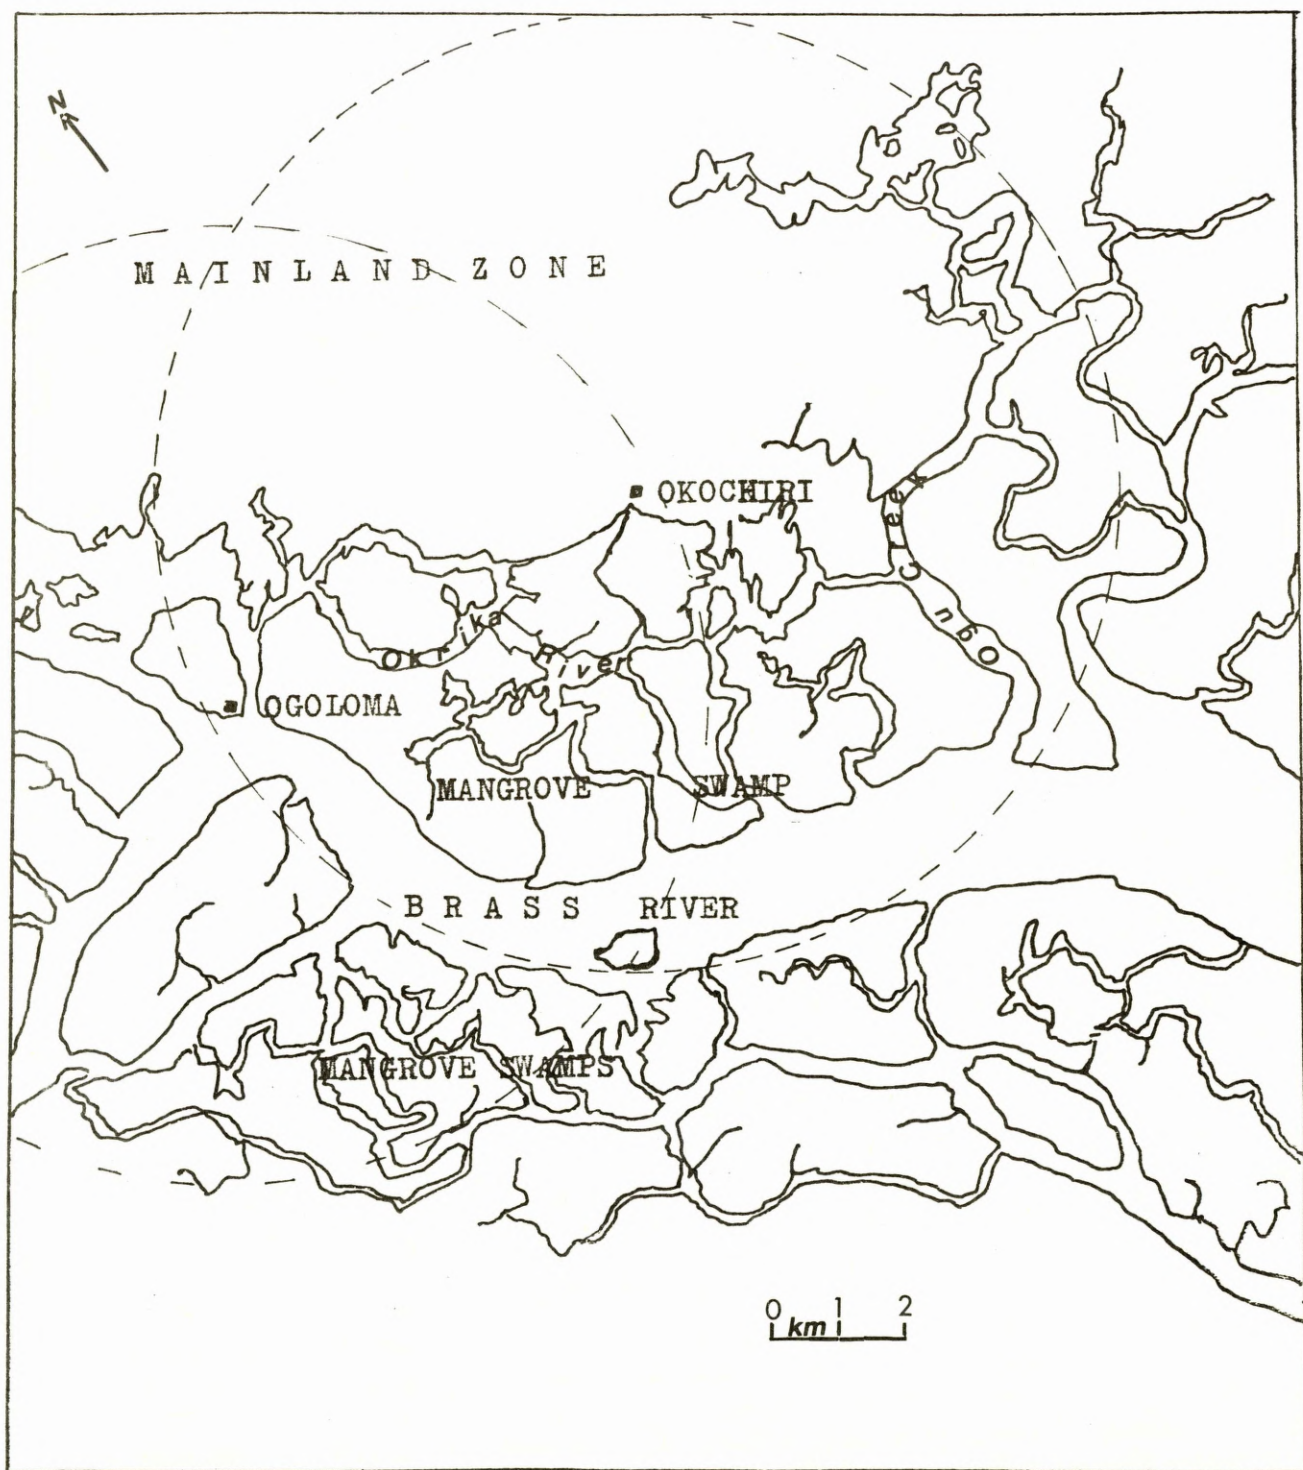 N
MAINLAND ZONE
OKOCHIRI
Creek
Ogu
Okrika River
OGOLOMA
MANGROVE SWAMP
BRASS RIVER
MANGROVE SWAMPS
0 1 2
km